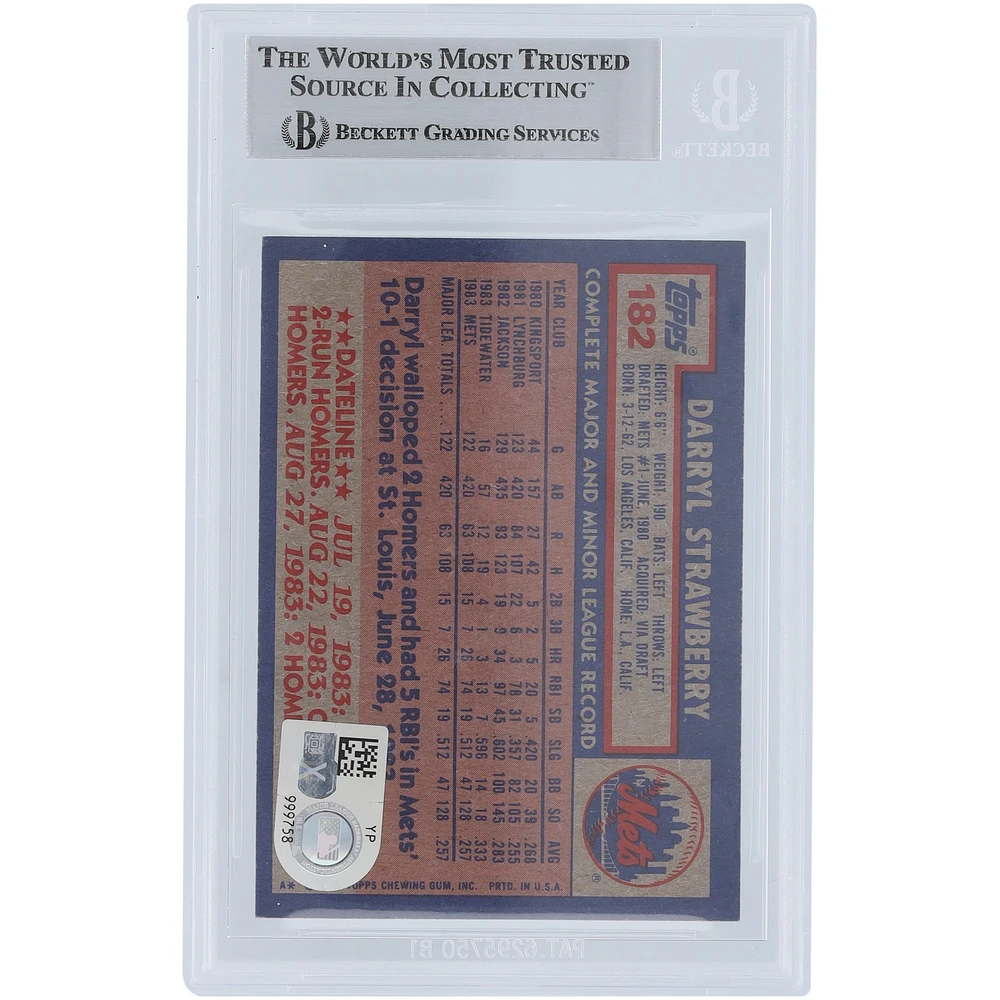 THE WORLD'S MOST TRUSTED
SOURCE IN COLLECTING™
B BECKETT GRADING SERVICES
B
BECKETT®
topps®
182
DARRYL STRAWBERRY
HEIGHT: 6'6" WEIGHT: 190 BATS: LEFT THROWS: LEFT
DRAFTED: METS #1-JUNE, 1980 ACQUIRED: VIA DRAFT
BORN: 3-12-62, LOS ANGELES, CALIF. HOME: L.A., CALIF.
Mets®
COMPLETE MAJOR AND MINOR LEAGUE RECORD
YEAR CLUB G AB R H 2B 3B HR RBI SB SLG BB SO AVG
1980 KINGSPORT 44 157 27 42 5 2 5 20 5 .420 20 39 .268
1981 LYNCHBURG 123 420 84 107 22 6 3 78 31 .357 82 105 .255
1982 JACKSON 129 435 93 123 19 9 34 97 45 .602 100 145 .283
1983 TIDEWATER 16 57 12 19 4 1 3 13 7 .596 14 18 .333
1983 METS 122 420 63 108 15 7 26 74 19 .512 47 128 .257
MAJOR LEA. TOTALS .... 122 420 63 108 15 7 26 74 19 .512 47 128 .257
Darryl walloped 2 Homers and had 5 RBI's in Mets'
10-1 decision at St. Louis, June 28,
★★DATELINE★★ JUL 19, 1983:
2-RUN HOMERS. AUG 22, 1983:
HOMERS. AUG 27, 1983: 2 HOM
A* OPPS CHEWING GUM, INC. PRTD. IN U.S.A.
YP
999758
PAT.6295750 B1